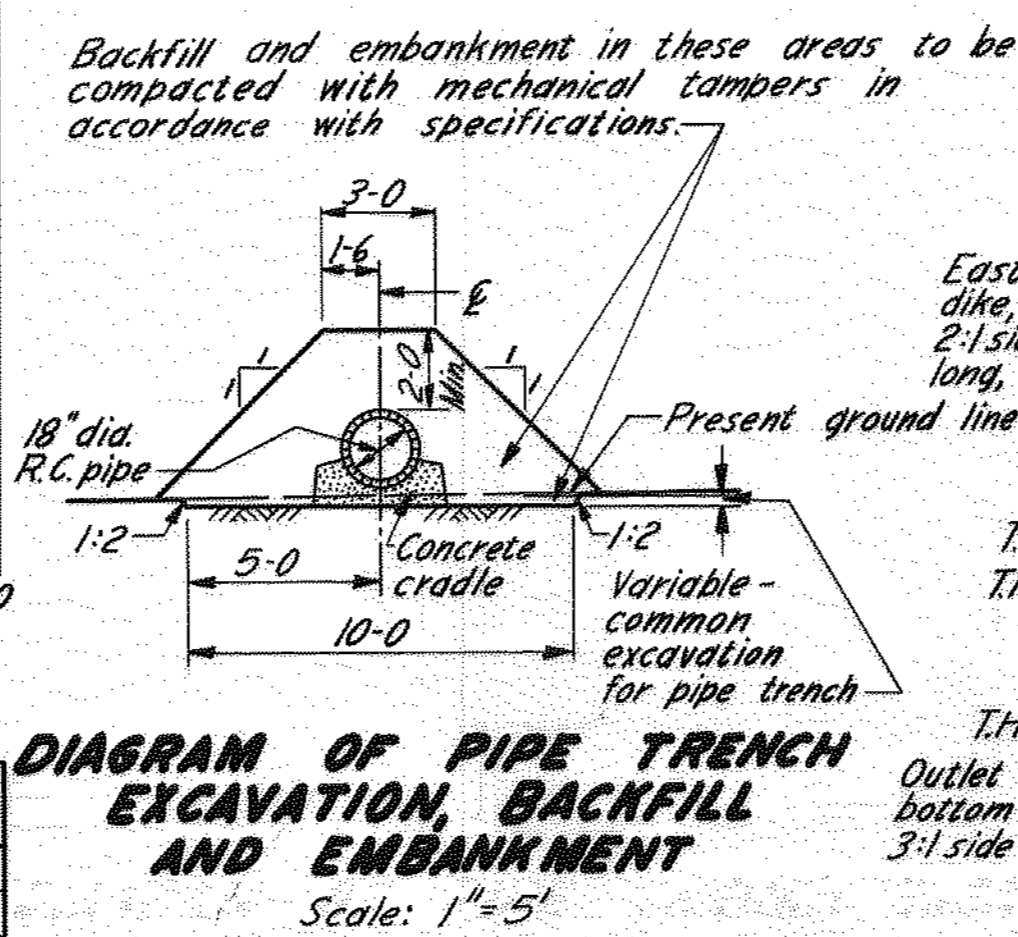 Backfill and embankment in these areas to be
compacted with mechanical tampers in
accordance with specifications.
3-0
1-6
℄
1
1
2-0
Min.
1
1
18" dia.
R.C. pipe
Present ground line
1:2
Concrete
cradle
1:2
5-0
10-0
Variable -
common
excavation
for pipe trench
DIAGRAM OF PIPE TRENCH
EXCAVATION, BACKFILL
AND EMBANKMENT
Scale: 1"=5'
East
dike,
2:1 si
long,
T.
T.
T.H
Outlet
bottom
3:1 side
0